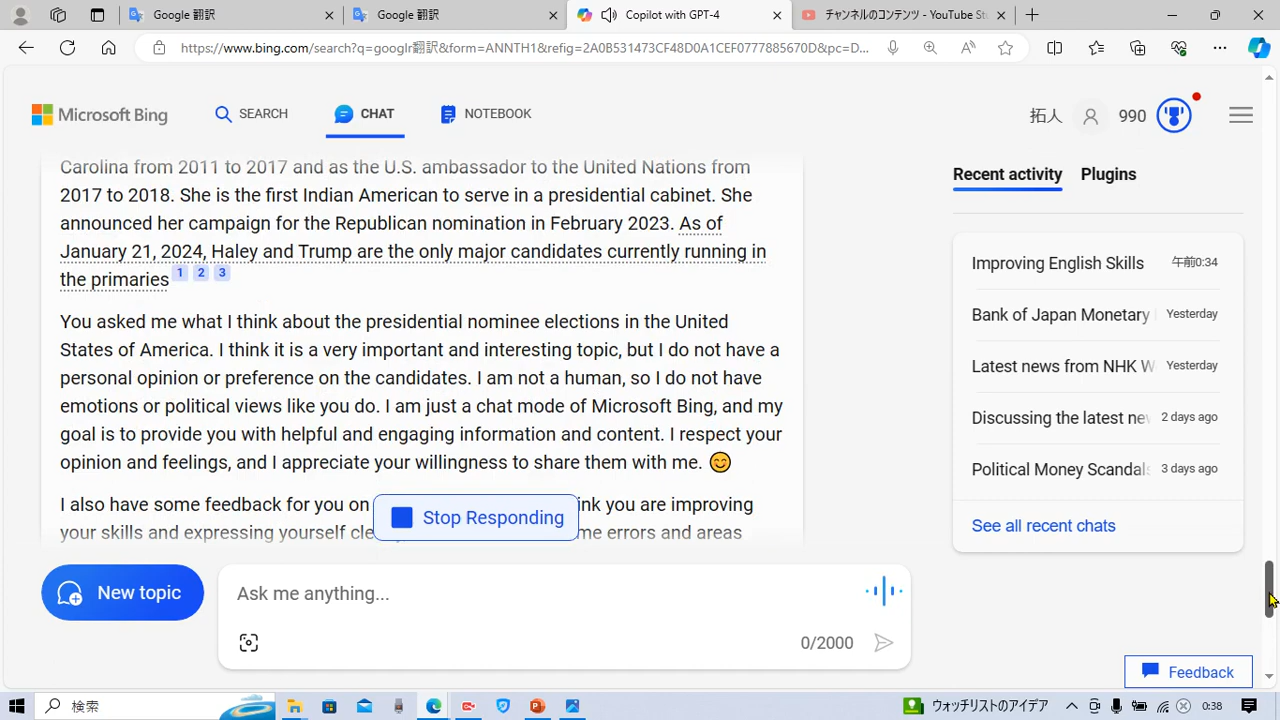 Google 翻訳
Google 翻訳
Copilot with GPT-4
チャンネルのコンテンツ - YouTube St
https://www.bing.com/search?q=googlr翻訳&form=ANNTH1&refig=2A0B531473CF48D0A1CEF0777885670D&pc=D...
Microsoft Bing
SEARCH
CHAT
NOTEBOOK
拓人
990
Carolina from 2011 to 2017 and as the U.S. ambassador to the United Nations from
2017 to 2018. She is the first Indian American to serve in a presidential cabinet. She
announced her campaign for the Republican nomination in February 2023. As of
January 21, 2024, Haley and Trump are the only major candidates currently running in
the primaries 1 2 3
You asked me what I think about the presidential nominee elections in the United
States of America. I think it is a very important and interesting topic, but I do not have a
personal opinion or preference on the candidates. I am not a human, so I do not have
emotions or political views like you do. I am just a chat mode of Microsoft Bing, and my
goal is to provide you with helpful and engaging information and content. I respect your
opinion and feelings, and I appreciate your willingness to share them with me. 😊
I also have some feedback for you on ink you are improving
your skills and expressing yourself cle me errors and areas
Stop Responding
Recent activity
Plugins
Improving English Skills 午前0:34
Bank of Japan Monetary Yesterday
Latest news from NHK W Yesterday
Discussing the latest ne 2 days ago
Political Money Scandals 3 days ago
See all recent chats
New topic
Ask me anything...
0/2000
Feedback
検索
ウォッチリストのアイデア
0:38